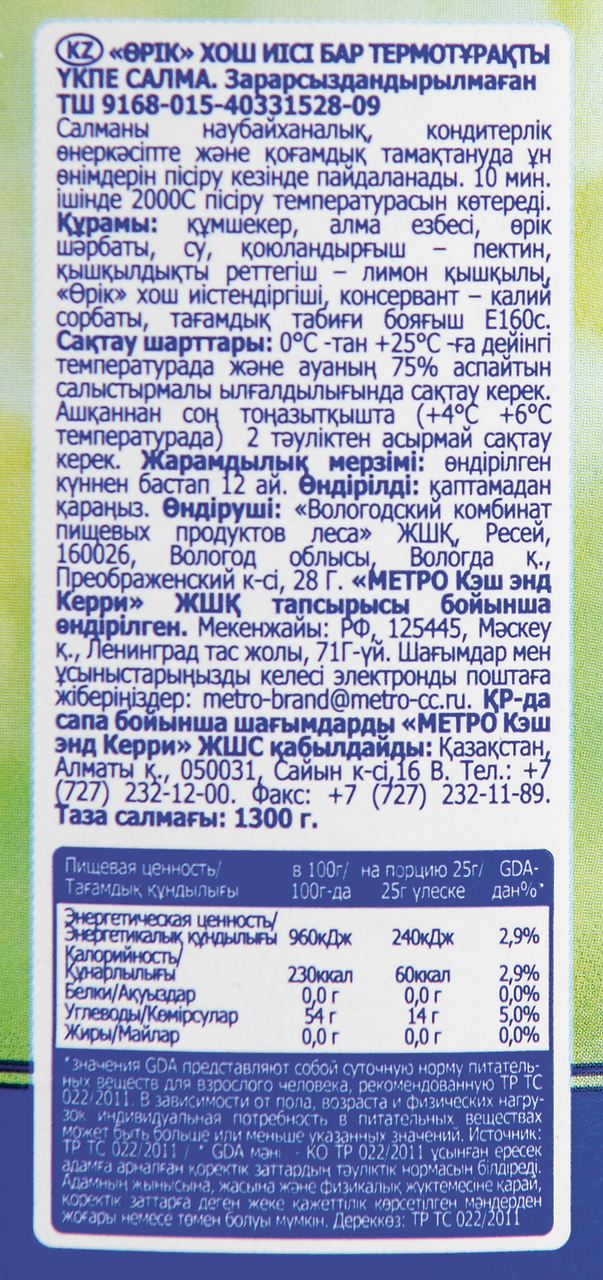 KZ «ӨРІК» ХОШ ИІСІ БАР ТЕРМОТҰРАҚТЫ
ҮКПЕ САЛМА. Зарарсыздандырылмаған
ТШ 9168-015-40331528-09
Салманы наубайханалық, кондитерлік
өнеркәсіпте және қоғамдық тамақтануда ұн
өнімдерін пісіру кезінде пайдаланады. 10 мин.
ішінде 2000С пісіру температурасын көтереді.
Құрамы: құмшекер, алма езбесі, өрік
шәрбаты, су, қоюландырғыш – пектин,
қышқылдықты реттегіш – лимон қышқылы,
«Өрік» хош иістендіргіші, консервант – калий
сорбаты, тағамдық табиғи бояғыш Е160с.
Сақтау шарттары: 0°С -тан +25°С -ға дейінгі
температурада және ауаның 75% аспайтын
салыстырмалы ылғалдылығында сақтау керек.
Ашқаннан соң тоңазытқышта (+4°С +6°С
температурада) 2 тәуліктен асырмай сақтау
керек. Жарамдылық мерзімі: өндірілген
күннен бастап 12 ай. Өндірілді: қаптамадан
қараңыз. Өндіруші: «Вологодский комбинат
пищевых продуктов леса» ЖШҚ, Ресей,
160026, Вологод облысы, Вологда қ.,
Преображенский к-сі, 28 Г. «МЕТРО Кэш энд
Керри» ЖШҚ тапсырысы бойынша
өндірілген. Мекенжайы: РФ, 125445, Мәскеу
қ., Ленинград тас жолы, 71Г-үй. Шағымдар мен
ұсыныстарыңызды келесі электронды поштаға
жіберіңіздер: metro-brand@metro-cc.ru. ҚР-да
сапа бойынша шағымдарды «МЕТРО Кэш
энд Керри» ЖШС қабылдайды: Қазақстан,
Алматы қ., 050031, Сайын к-сі,16 В. Тел.: +7
(727) 232-12-00. Факс: +7 (727) 232-11-89.
Таза салмағы: 1300 г.
Пищевая ценность/ в 100г/ на порцию 25г/ GDA-
Тағамдық құндылығы 100г-да 25г үлеске дан%*
Энергетическая ценность/
Энергетикалық құндылығы 960кДж 240кДж 2,9%
Калорийность/
Құнарлылығы 230ккал 60ккал 2,9%
Белки/Ақуыздар 0,0 г 0,0 г 0,0%
Углеводы/Көмірсулар 54 г 14 г 5,0%
Жиры/Майлар 0,0 г 0,0 г 0,0%
*значения GDA представляют собой суточную норму питатель-
ных веществ для взрослого человека, рекомендованную ТР ТС
022/2011. В зависимости от пола, возраста и физических нагру-
зок индивидуальная потребность в питательных веществах
может быть больше или меньше указанных значений. Источник:
ТР ТС 022/2011 / * GDA мәні - КО ТР 022/2011 ұсынған ересек
адамға арналған қоректік заттардың тәуліктік нормасын білдіреді.
Адамның жынысына, жасына және физикалық жүктемесіне қарай,
қоректік заттарға деген жеке қажеттілік көрсетілген мәндерден
жоғары немесе төмен болуы мүмкін. Дереккөз: ТР ТС 022/2011